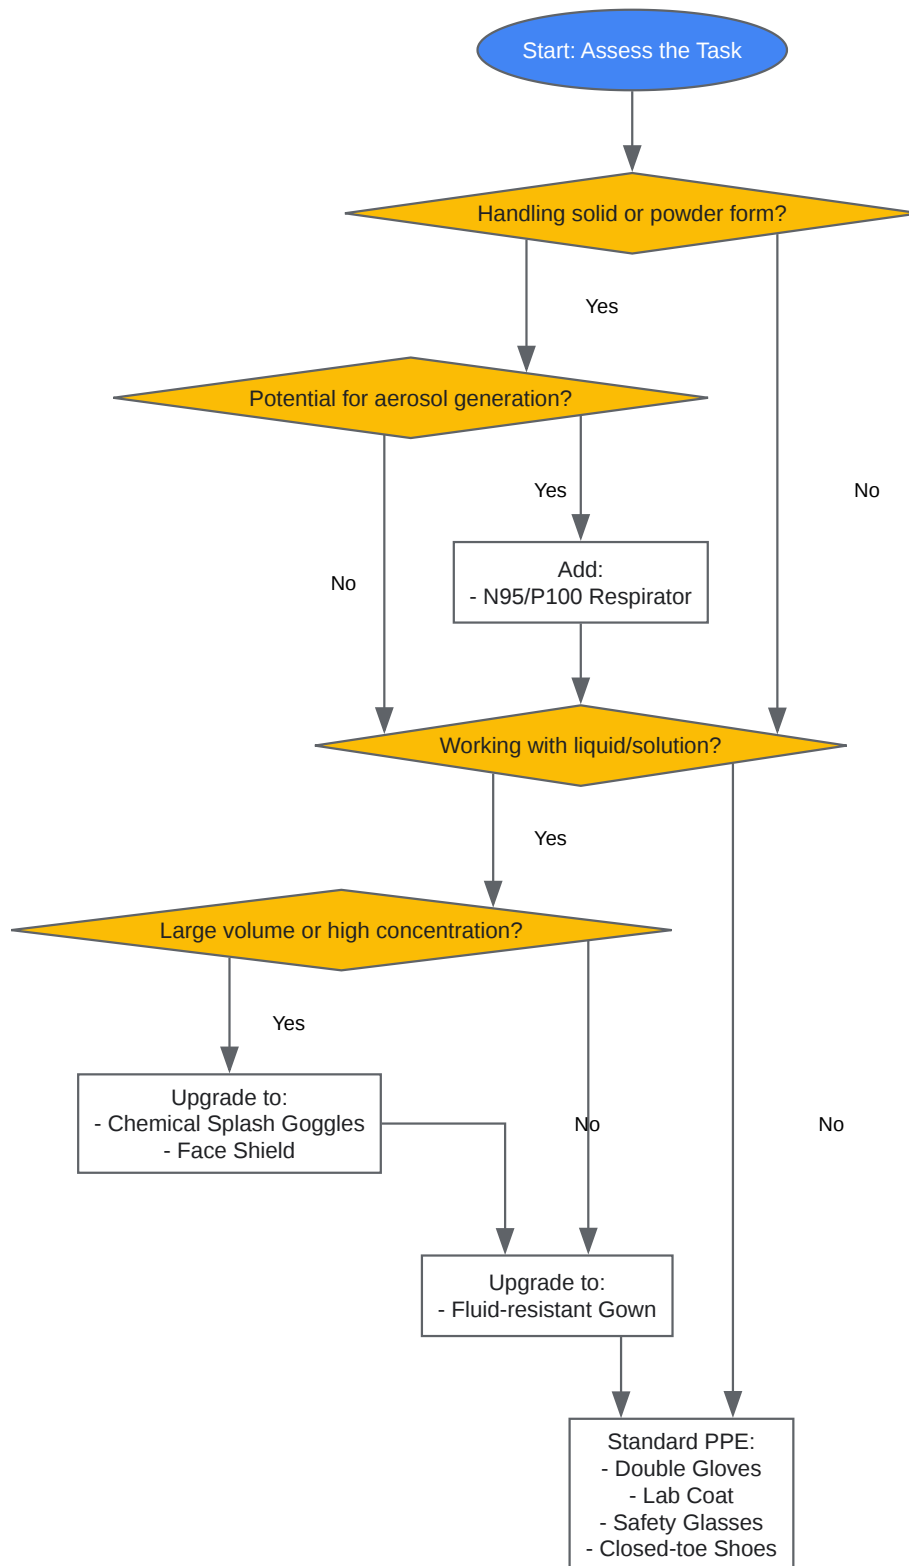 Start: Assess the Task
Handling solid or powder form?
Yes
Potential for aerosol generation?
Yes
No
No
Add:
- N95/P100 Respirator
Working with liquid/solution?
Yes
Large volume or high concentration?
Yes
Upgrade to:
- Chemical Splash Goggles
- Face Shield
No
No
Upgrade to:
- Fluid-resistant Gown
Standard PPE:
- Double Gloves
- Lab Coat
- Safety Glasses
- Closed-toe Shoes